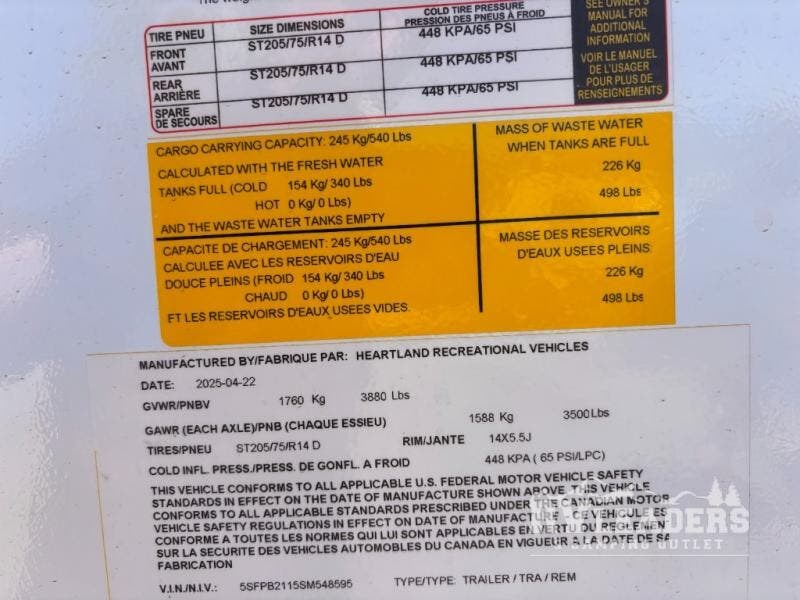 TIRE PNEU SIZE DIMENSIONS COLD TIRE PRESSURE
PRESSION DES PNEUS À FROID
FRONT
AVANT ST205/75/R14 D 448 KPA/65 PSI
REAR
ARRIÈRE ST205/75/R14 D 448 KPA/65 PSI
SPARE
DE SECOURS ST205/75/R14 D 448 KPA/65 PSI
SEE OWNER'S
MANUAL FOR
ADDITIONAL
INFORMATION
VOIR LE MANUEL
DE L'USAGER
POUR PLUS DE
RENSEIGNEMENTS
CARGO CARRYING CAPACITY: 245 Kg/540 Lbs
CALCULATED WITH THE FRESH WATER
TANKS FULL (COLD 154 Kg/ 340 Lbs
HOT 0 Kg/ 0 Lbs)
AND THE WASTE WATER TANKS EMPTY
MASS OF WASTE WATER
WHEN TANKS ARE FULL
226 Kg
498 Lbs
CAPACITE DE CHARGEMENT: 245 Kg/540 Lbs
CALCULEE AVEC LES RESERVOIRS D'EAU
DOUCE PLEINS (FROID 154 Kg/ 340 Lbs
CHAUD 0 Kg/ 0 Lbs)
ET LES RESERVOIRS D'EAUX USEES VIDES.
MASSE DES RESERVOIRS
D'EAUX USEES PLEINS:
226 Kg
498 Lbs
MANUFACTURED BY/FABRIQUE PAR: HEARTLAND RECREATIONAL VEHICLES
DATE: 2025-04-22
GVWR/PNBV 1760 Kg 3880 Lbs
GAWR (EACH AXLE)/PNB (CHAQUE ESSIEU) 1588 Kg 3500Lbs
TIRES/PNEU ST205/75/R14 D RIM/JANTE 14X5.5J
COLD INFL. PRESS./PRESS. DE GONFL. A FROID 448 KPA ( 65 PSI/LPC)
THIS VEHICLE CONFORMS TO ALL APPLICABLE U.S. FEDERAL MOTOR VEHICLE SAFETY
STANDARDS IN EFFECT ON THE DATE OF MANUFACTURE SHOWN ABOVE. THIS VEHICLE
CONFORMS TO ALL APPLICABLE STANDARDS PRESCRIBED UNDER THE CANADIAN MOTOR
VEHICLE SAFETY REGULATIONS IN EFFECT ON DATE OF MANUFACTURE . CE VEHICULE ES
CONFORME A TOUTES LES NORMES QUI LUI SONT APPLICABLES EN VERTU DU REGLEMEN
SUR LA SECURITE DES VEHICLES AUTOMOBILES DU CANADA EN VIGUEUR A LA DATE DE SA
FABRICATION
V.I.N./N.I.V.: 5SFPB2115SM548595 TYPE/TYPE: TRAILER / TRA / REM
CAMPING OUTLET